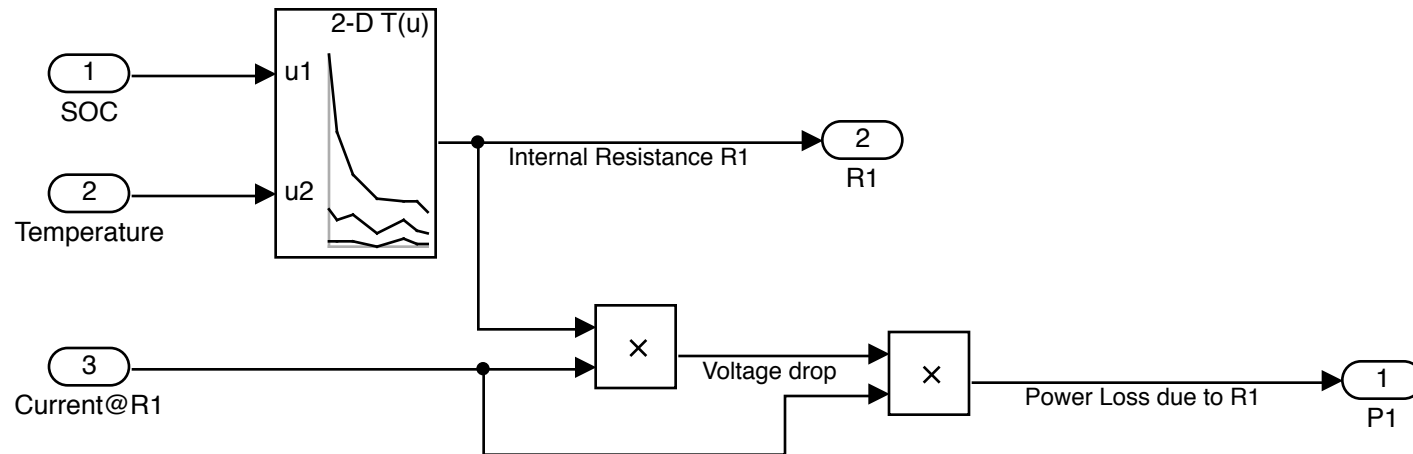 2-D T(u)
1
u1
SOC
2
u2
Temperature
Internal Resistance R1
2
R1
3
Current@R1
×
Voltage drop
×
Power Loss due to R1
1
P1